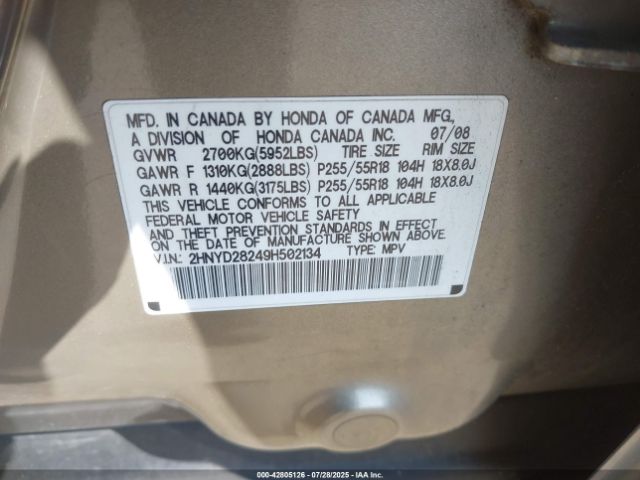 MFD. IN CANADA BY HONDA OF CANADA MFG.,
A DIVISION OF HONDA CANADA INC. 07/08
GVWR 2700KG(5952LBS) TIRE SIZE RIM SIZE
GAWR F 1310KG(2888LBS) P255/55R18 104H 18X8.0J
GAWR R 1440KG(3175LBS) P255/55R18 104H 18X8.0J
THIS VEHICLE CONFORMS TO ALL APPLICABLE
FEDERAL MOTOR VEHICLE SAFETY
AND THEFT PREVENTION STANDARDS IN EFFECT
ON THE DATE OF MANUFACTURE SHOWN ABOVE.
V.I.N.: 2HNYD28249H502134 TYPE: MPV
000-42805126 - 07/28/2025 - IAA Inc.